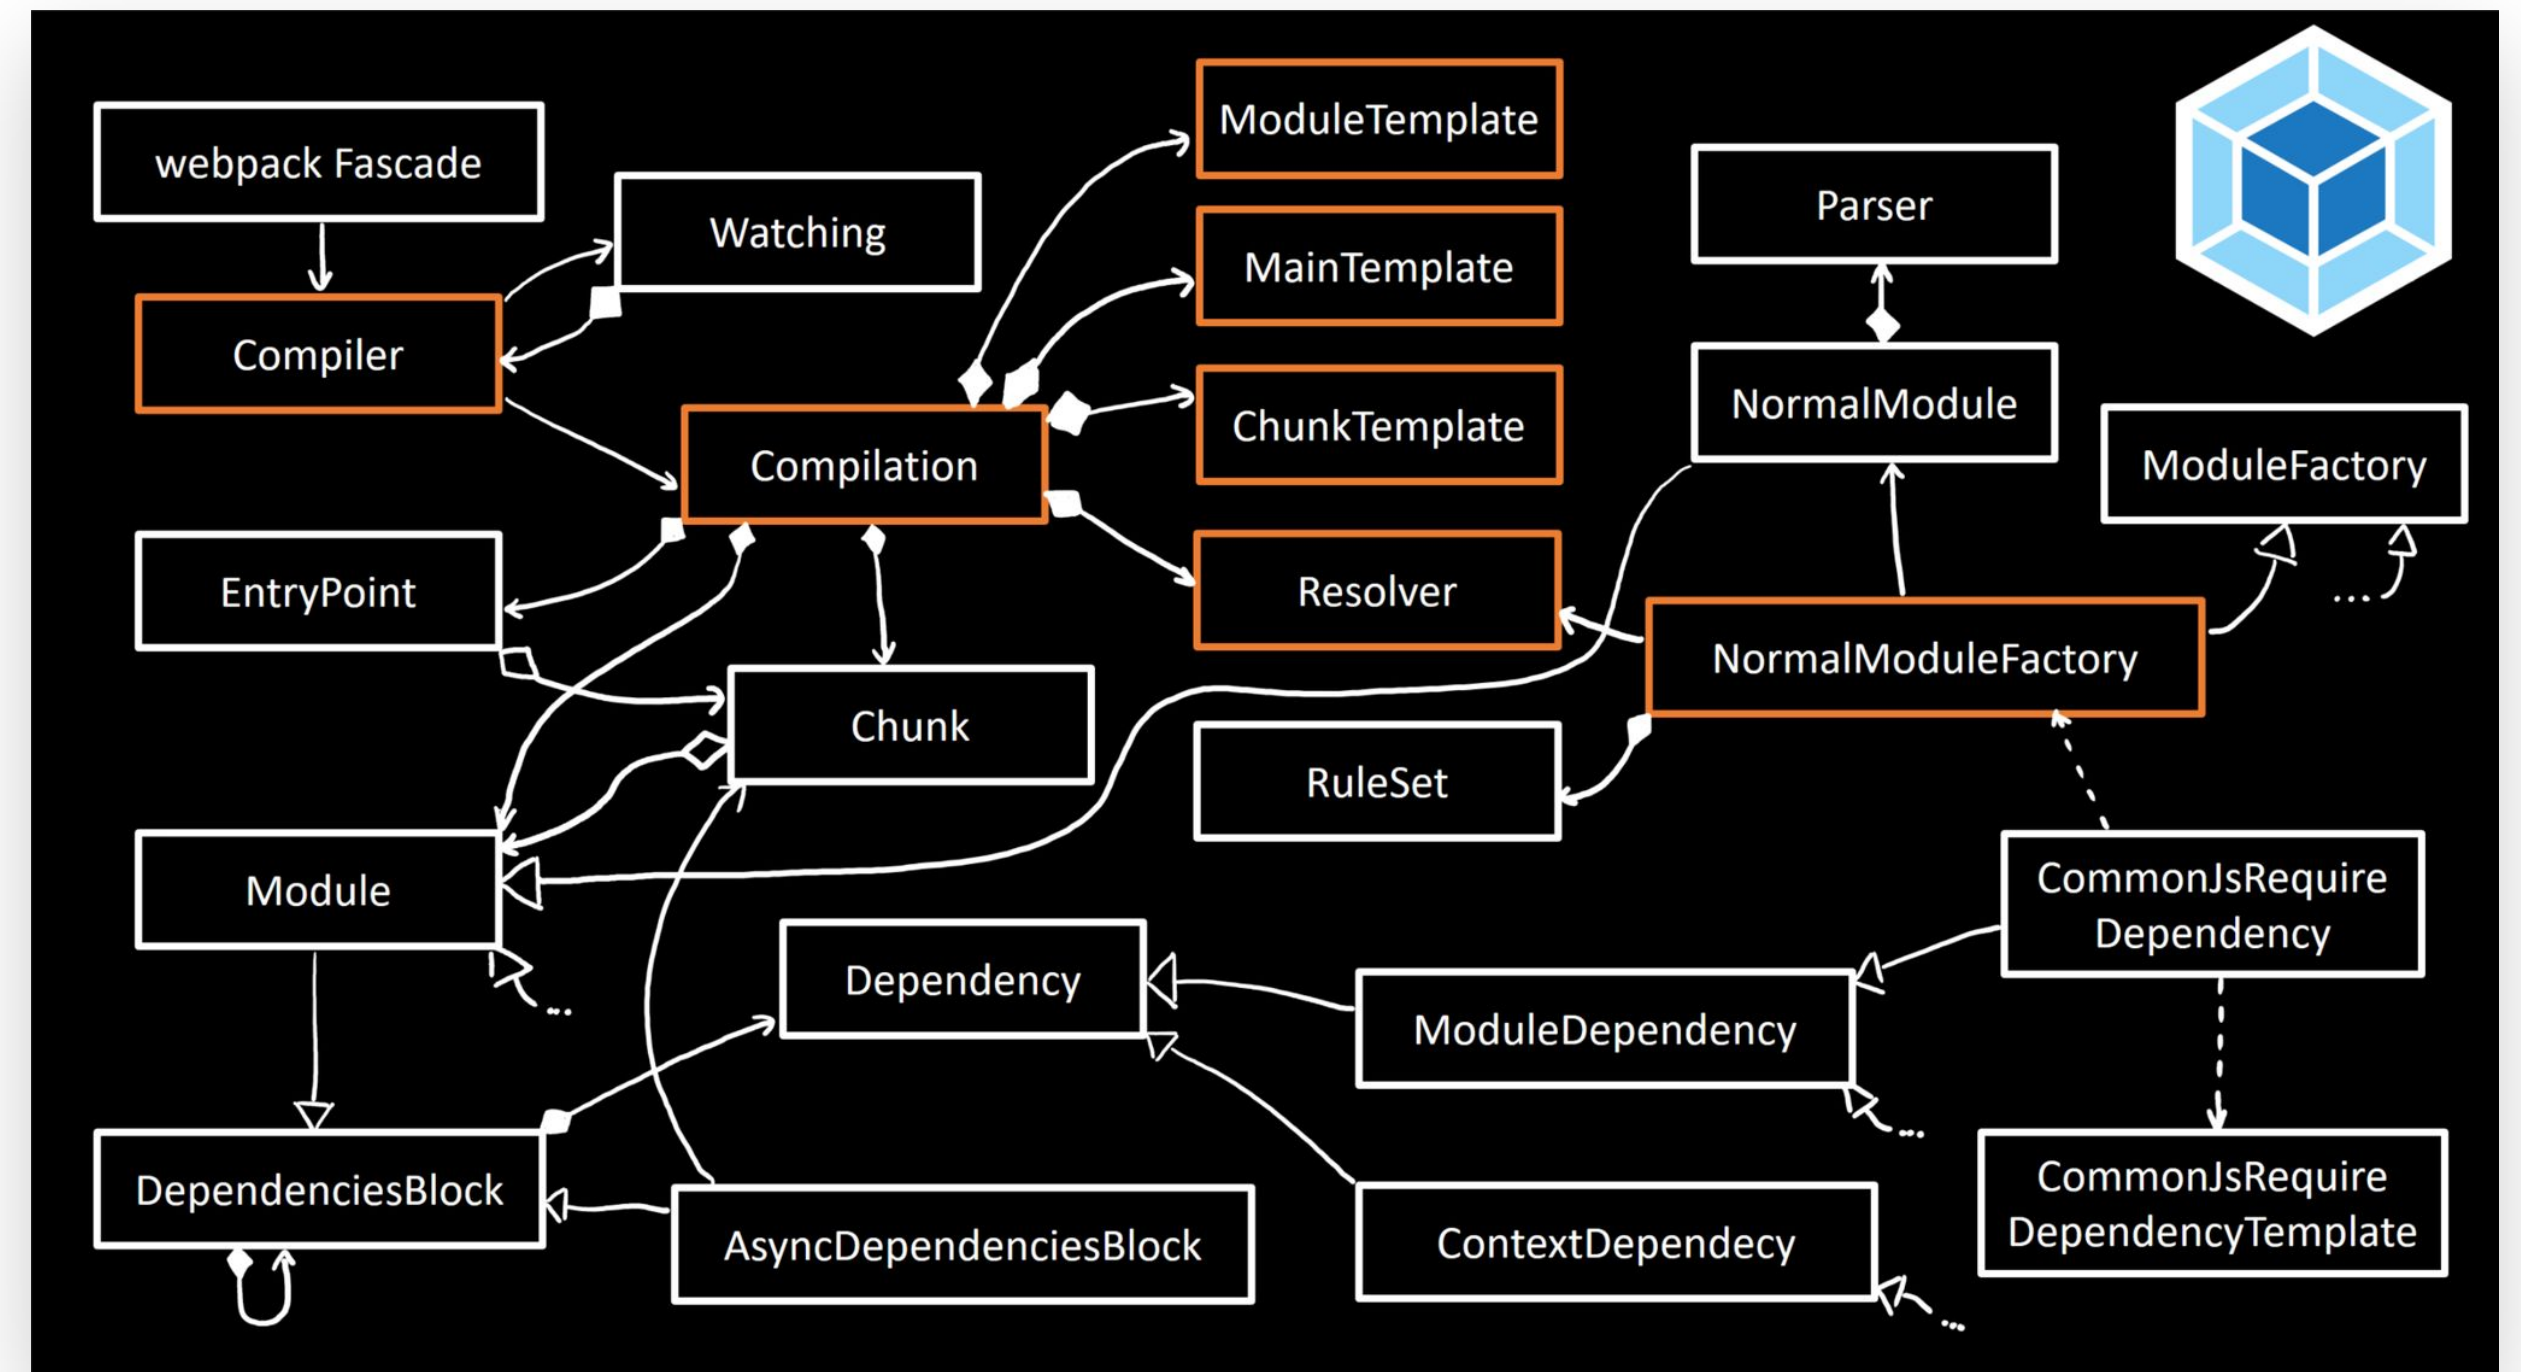 ModuleTemplate
webpack Fascade
Watching
Parser
MainTemplate
Compiler
NormalModule
ChunkTemplate
Compilation
ModuleFactory
EntryPoint
Resolver
...
NormalModuleFactory
Chunk
RuleSet
Module
CommonJsRequire
Dependency
Dependency
...
ModuleDependency
...
DependenciesBlock
AsyncDependenciesBlock
ContextDependecy
CommonJsRequire
DependencyTemplate
...